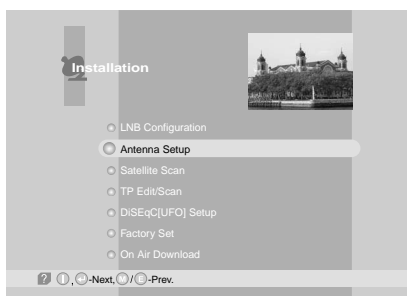 Installation
LNB Configuration
Antenna Setup
Satellite Scan
TP Edit/Scan
DiSEqC[UFO] Setup
Factory Set
On Air Download
? ,-Next, M/E-Prev.